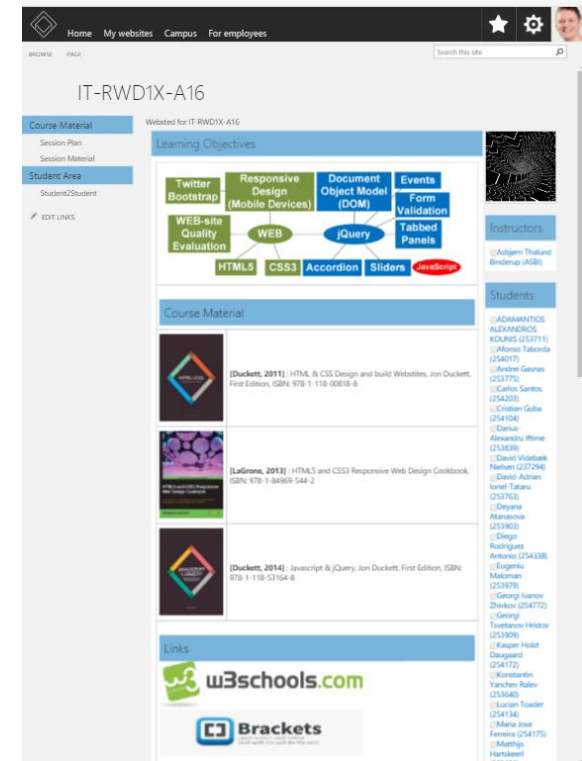 Home My websites Campus For employees
BROWSE PAGE
Search this site
IT-RWD1X-A16
Course Material
Session Plan
Session Material
Student Area
Student2Student
EDIT LINKS
Websted for IT-RWD1X-A16
Learning Objectives
Twitter Bootstrap
Responsive Design (Mobile Devices)
Document Object Model (DOM)
Events
Form Validation
WEB-site Quality Evaluation
WEB
jQuery
Tabbed Panels
HTML5
CSS3
Accordion
Sliders
JavaScript
Course Material
[Duckett, 2011] : HTML & CSS Design and build Webstites, Jon Duckett,
First Edition, ISBN: 978-1-118-00818-8
[LaGrone, 2013] : HTML5 and CSS3 Responsive Web Design Cookbook,
ISBN: 978-1-84969-544-2
[Duckett, 2014] : Javascript & jQuery, Jon Duckett, First Edition, ISBN:
978-1-118-53164-8
Links
w3schools.com
Brackets
Instructors
Asbjørn Thalund
Binderup (ASBI)
Students
ADAMANTIOS
ALEXANDROS
KOUNIS (253711)
Afonso Taborda
(254017)
Andrei Gasnas
(253775)
Carlos Santos
(254203)
Cristian Guba
(254104)
Darius-
Alexandru Iftime
(253839)
David Videbæk
Nielsen (237294)
David-Adrian
Ionel-Tataru
(253763)
Deyana
Atanasova
(253903)
Diego
Rodriguez
Antonio (254338)
Eugeniu
Maloman
(253979)
Georgi Ivanov
Zhivkov (254772)
Georgi
Tsvetanov Hristov
(253909)
Kasper Holst
Daugaard
(254172)
Konstantin
Yanchev Ralev
(253640)
Lucian Toader
(254134)
Maria Jose
Ferreira (254175)
Matthijs
Hartskeerl